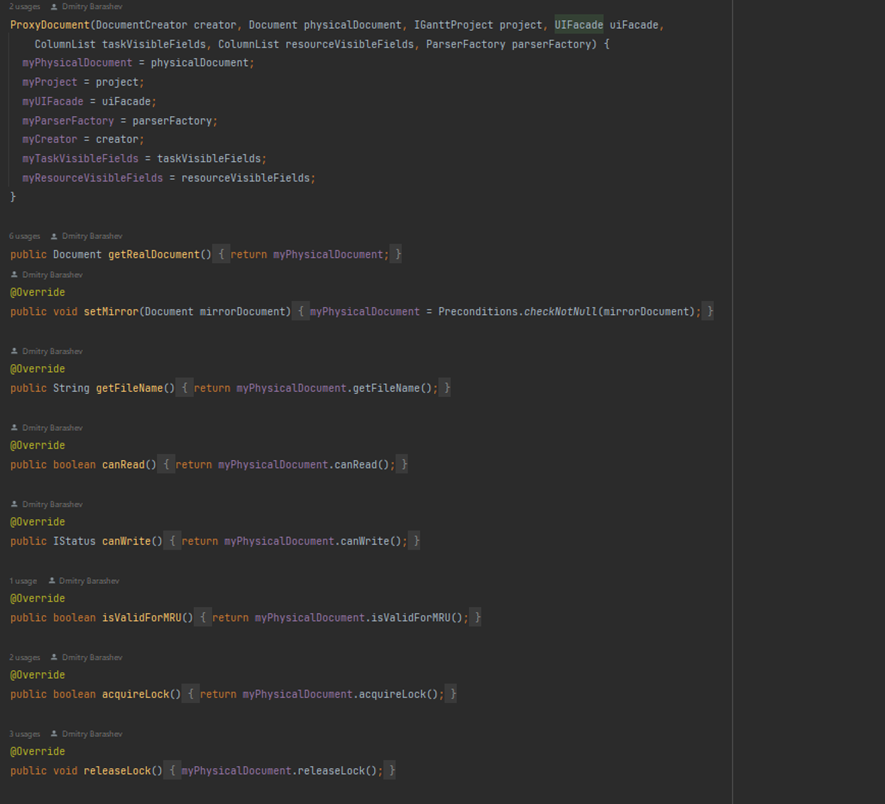 2 usages Dmitry Barashev
ProxyDocument(DocumentCreator creator, Document physicalDocument, IGanttProject project, UIFacade uiFacade,
ColumnList taskVisibleFields, ColumnList resourceVisibleFields, ParserFactory parserFactory) {
myPhysicalDocument = physicalDocument;
myProject = project;
myUIFacade = uiFacade;
myParserFactory = parserFactory;
myCreator = creator;
myTaskVisibleFields = taskVisibleFields;
myResourceVisibleFields = resourceVisibleFields;
}
6 usages Dmitry Barashev
public Document getRealDocument() { return myPhysicalDocument; }
Dmitry Barashev
@Override
public void setMirror(Document mirrorDocument) { myPhysicalDocument = Preconditions.checkNotNull(mirrorDocument); }
Dmitry Barashev
@Override
public String getFileName() { return myPhysicalDocument.getFileName(); }
Dmitry Barashev
@Override
public boolean canRead() { return myPhysicalDocument.canRead(); }
Dmitry Barashev
@Override
public IStatus canWrite() { return myPhysicalDocument.canWrite(); }
1 usage Dmitry Barashev
@Override
public boolean isValidForMRU() { return myPhysicalDocument.isValidForMRU(); }
2 usages Dmitry Barashev
@Override
public boolean acquireLock() { return myPhysicalDocument.acquireLock(); }
3 usages Dmitry Barashev
@Override
public void releaseLock() { myPhysicalDocument.releaseLock(); }